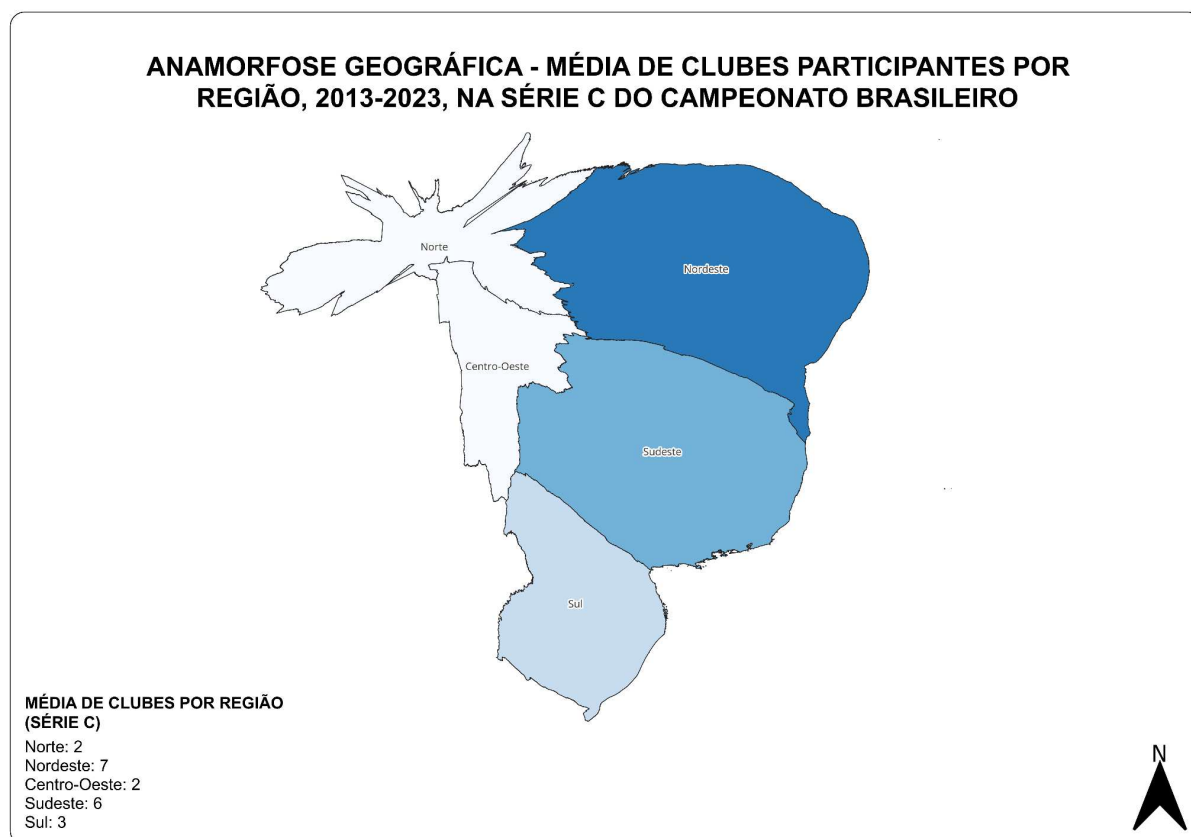 ANAMORFOSE GEOGRÁFICA - MÉDIA DE CLUBES PARTICIPANTES POR
REGIÃO, 2013-2023, NA SÉRIE C DO CAMPEONATO BRASILEIRO
Norte
Nordeste
Centro-Oeste
Sudeste
Sul
MÉDIA DE CLUBES POR REGIÃO
(SÉRIE C)
Norte: 2
Nordeste: 7
Centro-Oeste: 2
Sudeste: 6
Sul: 3
N